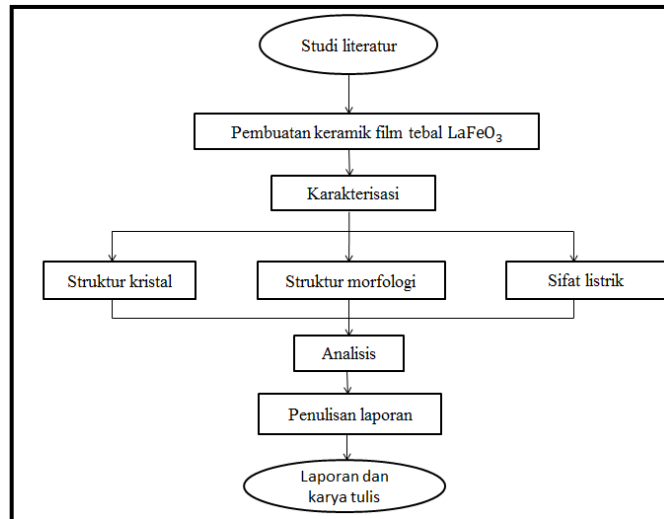 Studi literatur
Pembuatan keramik film tebal LaFeO₃
Karakterisasi
Struktur kristal
Struktur morfologi
Sifat listrik
Analisis
Penulisan laporan
Laporan dan
karya tulis